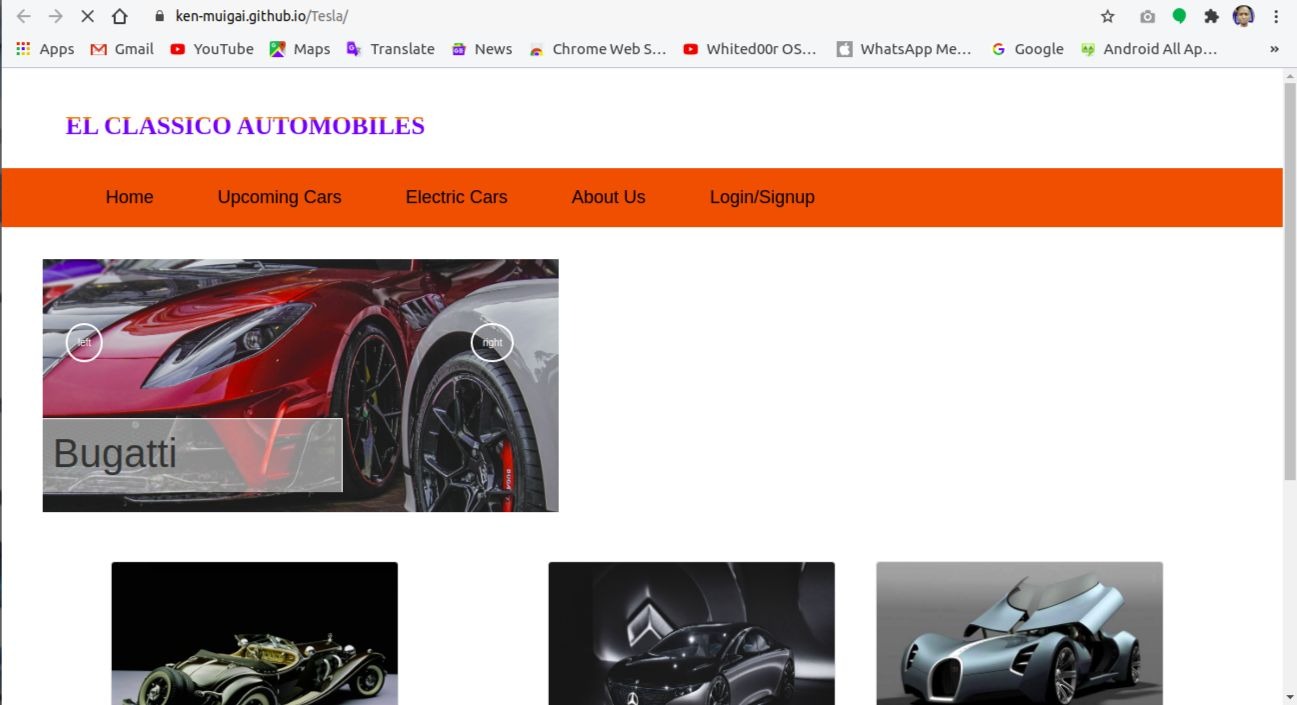 ken-muigai.github.io/Tesla/
Apps Gmail YouTube Maps Translate News Chrome Web S... Whited00r OS... WhatsApp Me... Google Android All Ap... »
EL CLASSICO AUTOMOBILES
Home Upcoming Cars Electric Cars About Us Login/Signup
left right
Bugatti